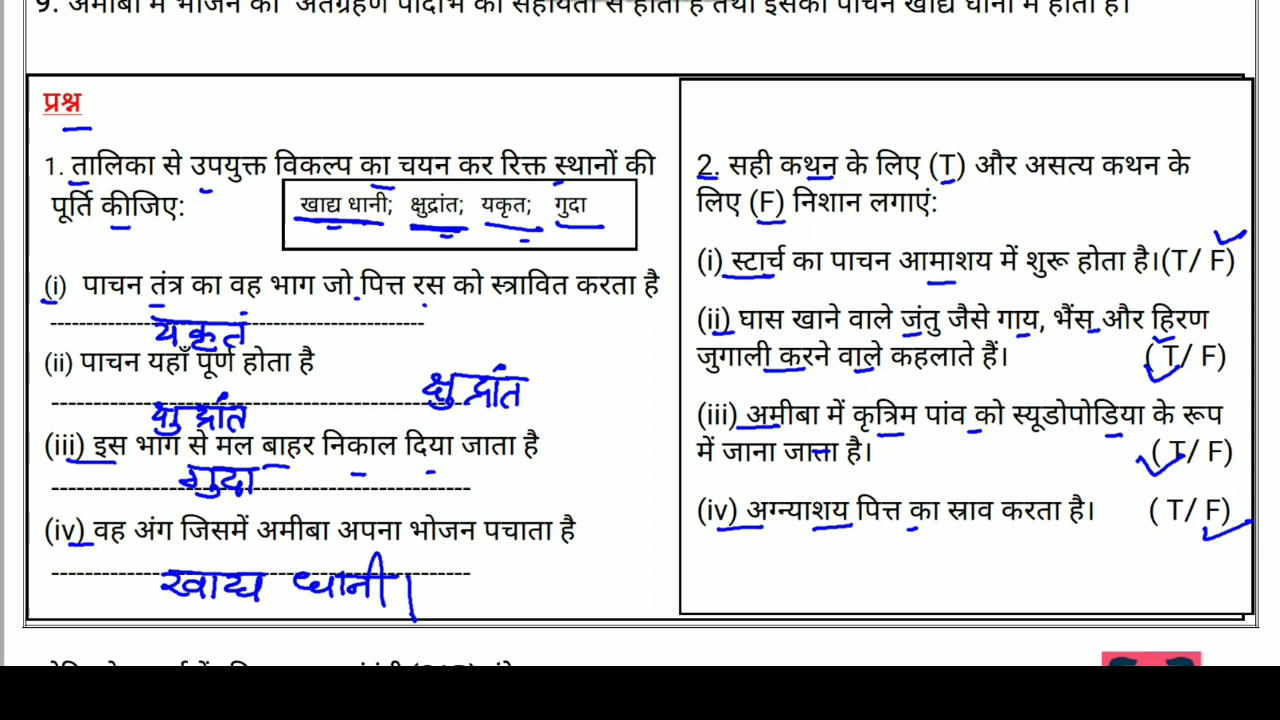 9. अमीबा में भोजन का अंतर्ग्रहण पादाभ की सहायता से होता है तथा इसका पाचन खाद्य धानी में होता है।
प्रश्न
1. तालिका से उपयुक्त विकल्प का चयन कर रिक्त स्थानों की
पूर्ति कीजिए:
खाद्य धानी; क्षुद्रांत; यकृत; गुदा
(i) पाचन तंत्र का वह भाग जो पित्त रस को स्त्रावित करता है
यकृत
(ii) पाचन यहाँ पूर्ण होता है
क्षुद्रांत
क्षुद्रांत
(iii) इस भाग से मल बाहर निकाल दिया जाता है
गुदा
(iv) वह अंग जिसमें अमीबा अपना भोजन पचाता है
खाद्य धानी।
2. सही कथन के लिए (T) और असत्य कथन के
लिए (F) निशान लगाएं:
(i) स्टार्च का पाचन आमाशय में शुरू होता है।(T/ F)
(ii) घास खाने वाले जंतु जैसे गाय, भैंस और हिरण
जुगाली करने वाले कहलाते हैं। ( T/ F)
(iii) अमीबा में कृत्रिम पांव को स्यूडोपोडिया के रूप
में जाना जाता है। ( T/ F)
(iv) अग्न्याशय पित्त का स्राव करता है। ( T/ F)